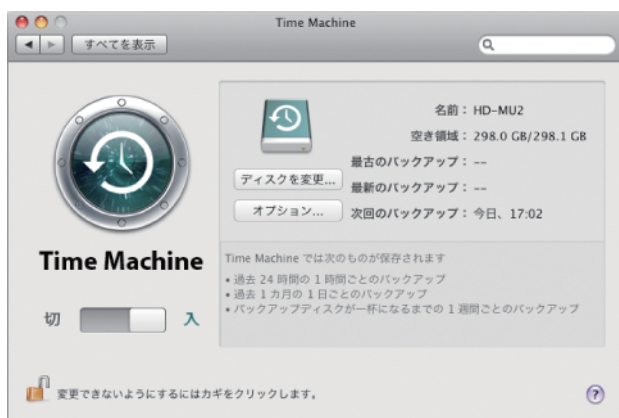 Time Machine
すべてを表示
名前： HD-MU2
空き領域： 298.0 GB/298.1 GB
最古のバックアップ： --
ディスクを変更...
最新のバックアップ： --
オプション...
次回のバックアップ： 今日、17:02
Time Machine
切
入
Time Machine では次のものが保存されます
• 過去 24 時間の 1 時間ごとのバックアップ
• 過去 1 カ月の 1 日ごとのバックアップ
• バックアップディスクが一杯になるまでの 1 週間ごとのバックアップ
変更できないようにするにはカギをクリックします。
?